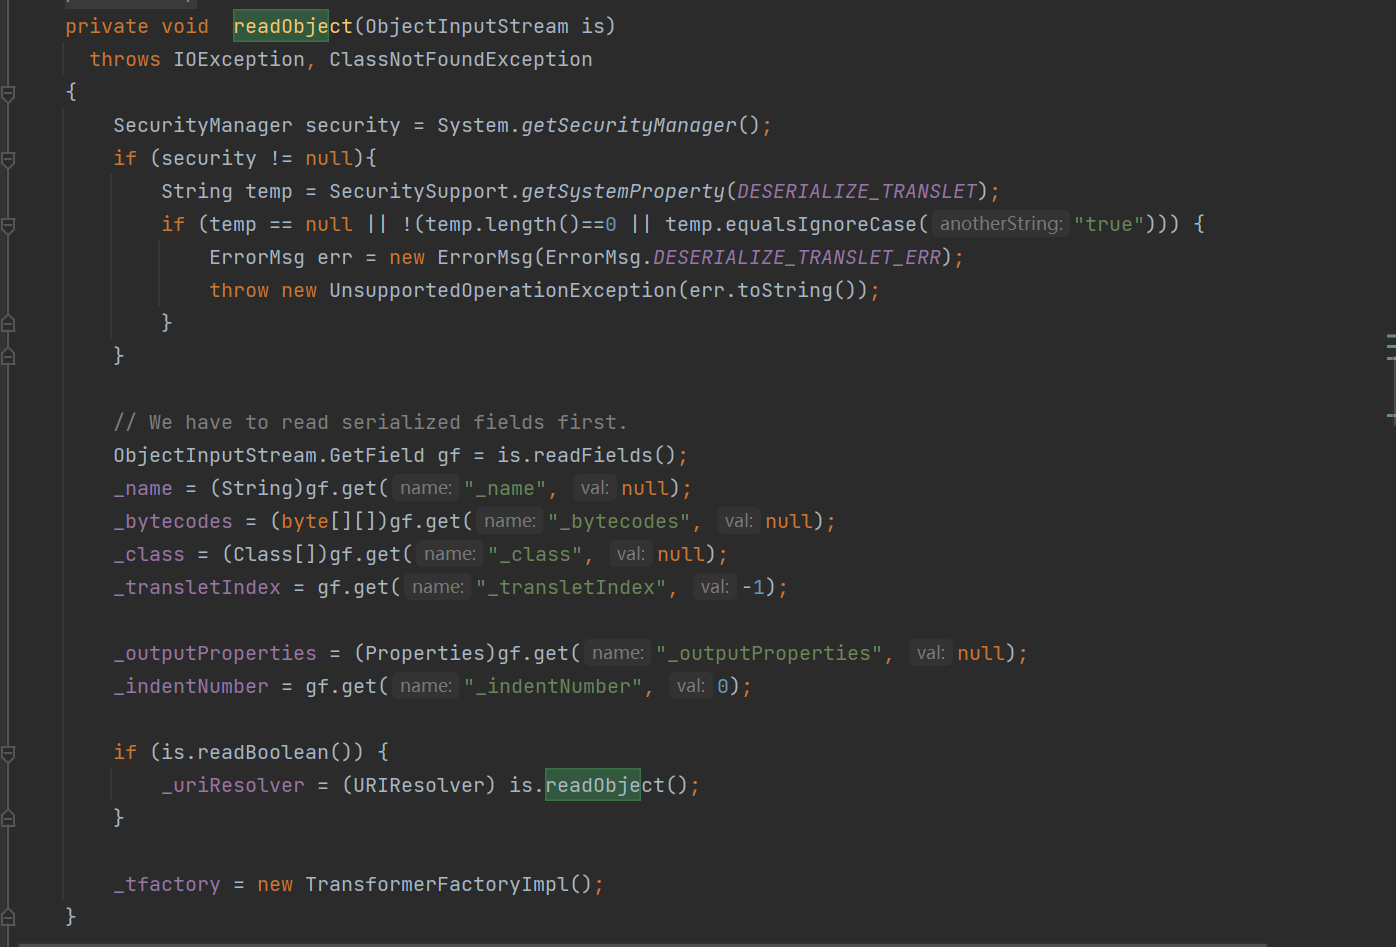 private void  readObject(ObjectInputStream is)
  throws IOException, ClassNotFoundException
{
    SecurityManager security = System.getSecurityManager();
    if (security != null){
        String temp = SecuritySupport.getSystemProperty(DESERIALIZE_TRANSLET);
        if (temp == null || !(temp.length()==0 || temp.equalsIgnoreCase( anotherString: "true"))) {
            ErrorMsg err = new ErrorMsg(ErrorMsg.DESERIALIZE_TRANSLET_ERR);
            throw new UnsupportedOperationException(err.toString());
        }
    }
    // We have to read serialized fields first.
    ObjectInputStream.GetField gf = is.readFields();
    _name = (String)gf.get( name: "_name", val: null);
    _bytecodes = (byte[][])gf.get( name: "_bytecodes", val: null);
    _class = (Class[])gf.get( name: "_class", val: null);
    _transletIndex = gf.get( name: "_transletIndex", val: -1);
    _outputProperties = (Properties)gf.get( name: "_outputProperties", val: null);
    _indentNumber = gf.get( name: "_indentNumber", val: 0);
    if (is.readBoolean()) {
        _uriResolver = (URIResolver) is.readObject();
    }
    _tfactory = new TransformerFactoryImpl();
}